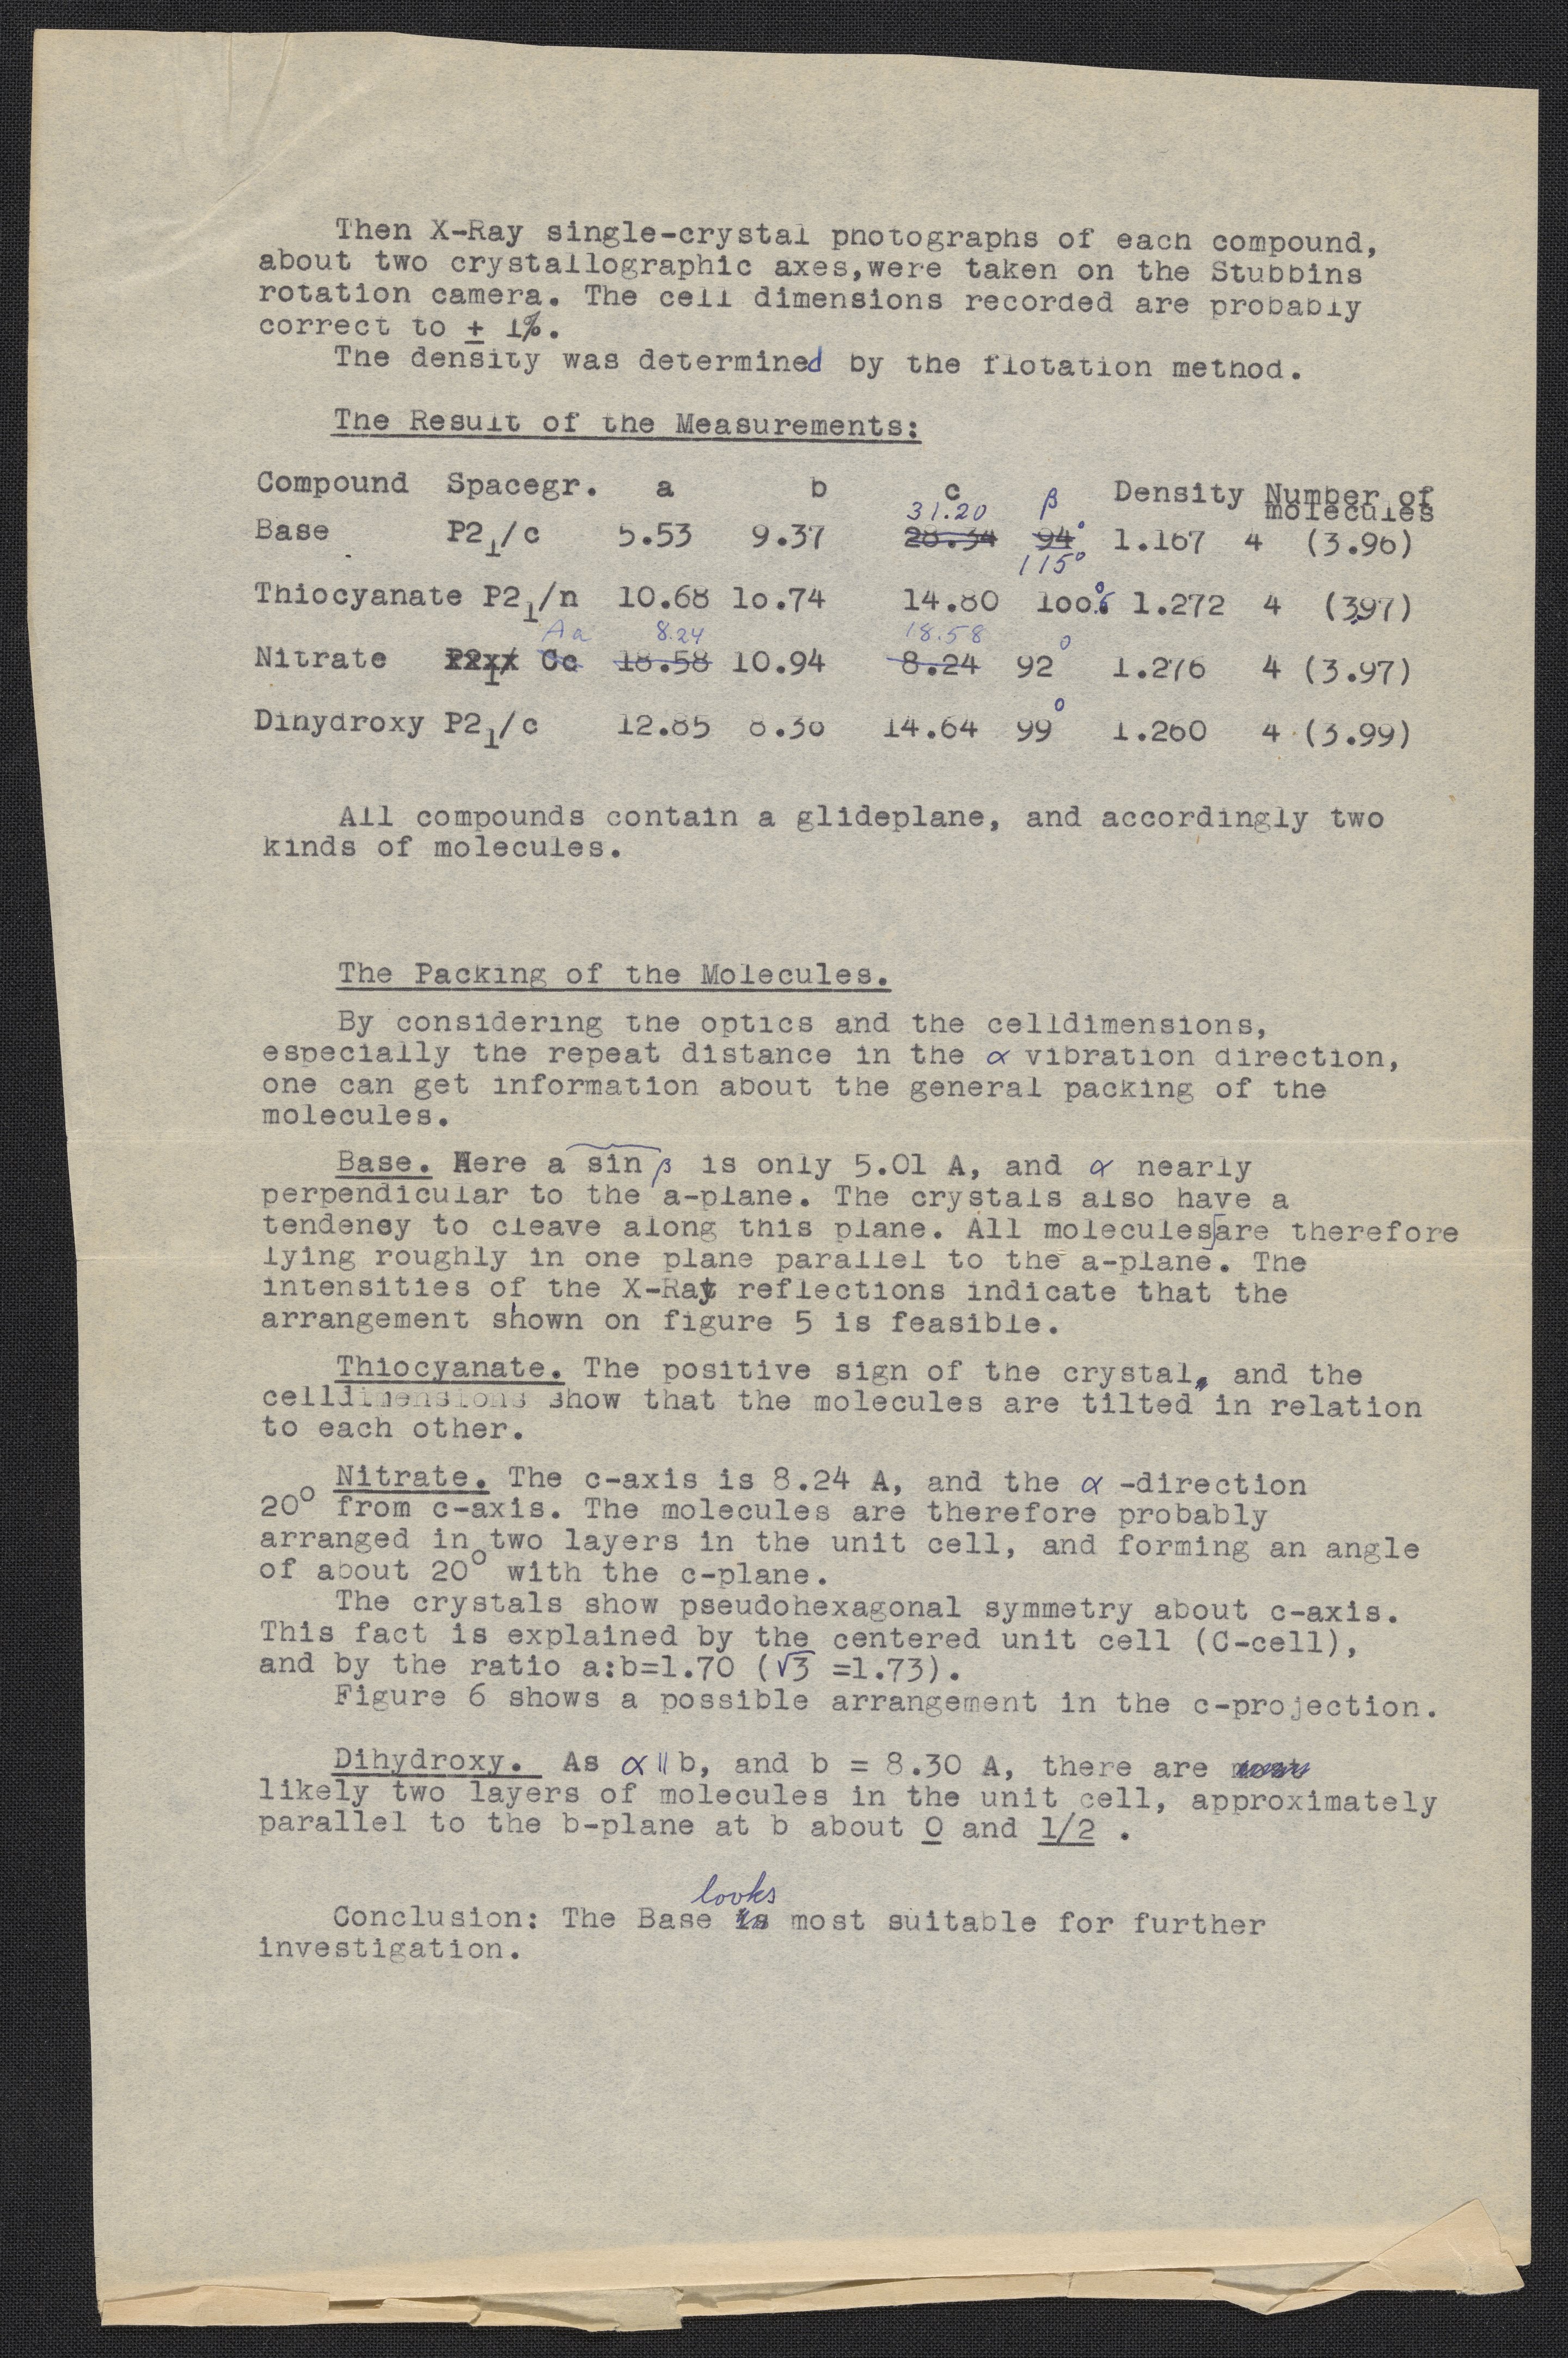 Then X-Ray single-crystal photographs of each compound,
about two crystallographic axes,were taken on the Stubbins
rotation camera. The cell dimensions recorded are probably
correct to ± 1%.
The density was determined by the flotation method.
The Result of the Measurements:
Compound Spacegr. a b c β Density Number of
molecules
31.20
Base P2₁/c 5.53 9.37 28.34 94° 1.167 4 (3.96)
115°
Thiocyanate P2₁/n 10.68 10.74 14.80 100° 1.272 4 (3.97)
Aa 8.24 18.58
Nitrate Cc 18.58 10.94 8.24 92° 1.276 4 (3.97)
Dihydroxy P2₁/c 12.85 8.30 14.64 99° 1.260 4 (3.99)
All compounds contain a glideplane, and accordingly two
kinds of molecules.
The Packing of the Molecules.
By considering the optics and the celldimensions,
especially the repeat distance in the α vibration direction,
one can get information about the general packing of the
molecules.
Base. Here a sin β is only 5.01 A, and α nearly
perpendicular to the a-plane. The crystals also have a
tendency to cleave along this plane. All molecules are therefore
lying roughly in one plane parallel to the a-plane. The
intensities of the X-Ray reflections indicate that the
arrangement shown on figure 5 is feasible.
Thiocyanate. The positive sign of the crystal, and the
celldimensions show that the molecules are tilted in relation
to each other.
Nitrate. The c-axis is 8.24 A, and the α -direction
20° from c-axis. The molecules are therefore probably
arranged in two layers in the unit cell, and forming an angle
of about 20° with the c-plane.
The crystals show pseudohexagonal symmetry about c-axis.
This fact is explained by the centered unit cell (C-cell),
and by the ratio a:b=1.70 (√3 =1.73).
Figure 6 shows a possible arrangement in the c-projection.
Dihydroxy. As α ∥ b, and b = 8.30 A, there are
likely two layers of molecules in the unit cell, approximately
parallel to the b-plane at b about 0 and 1/2 .
looks
Conclusion: The Base is most suitable for further
investigation.